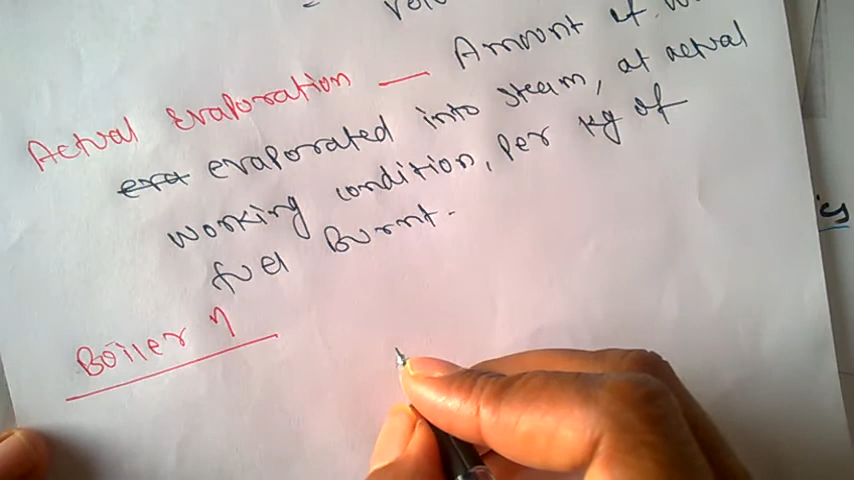 Actual Evaporation — Amount of
evaporated into steam, at actual
working condition, per kg of
fuel Burnt.
Boiler η